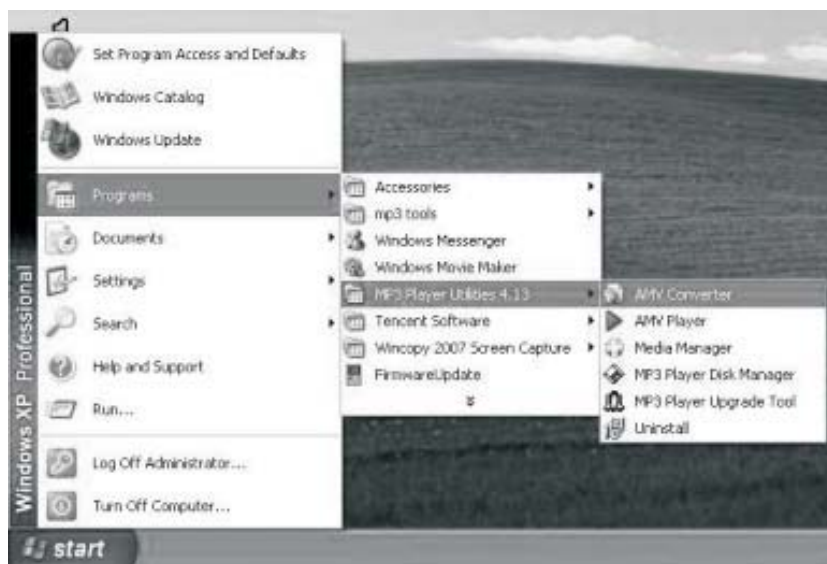 Set Program Access and Defaults
Windows Catalog
Windows Update
Programs
Documents
Settings
Search
Help and Support
Run...
Log Off Administrator...
Turn Off Computer...
Windows XP Professional
start
Accessories
mp3 tools
Windows Messenger
Windows Movie Maker
MP3 Player Utilities 4.13
Tencent Software
Wincopy 2007 Screen Capture
FirmwareUpdate
AMV Converter
AMV Player
Media Manager
MP3 Player Disk Manager
MP3 Player Upgrade Tool
Uninstall